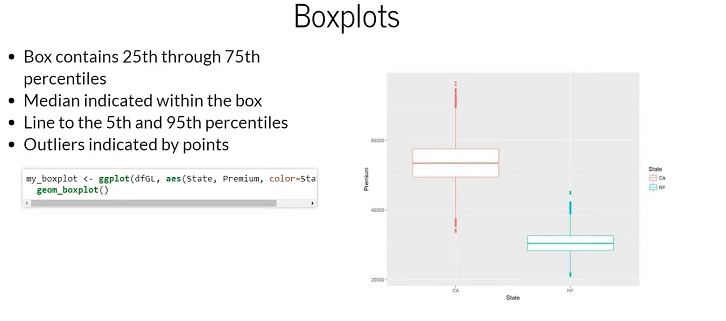 Boxplots
Box contains 25th through 75th
percentiles
Median indicated within the box
Line to the 5th and 95th percentiles
Outliers indicated by points
my_boxplot <- ggplot(dfGL, aes(State, Premium, color=Sta
geom_boxplot()
60000
40000
20000
Premium
CA
NY
State
State
CA
NY